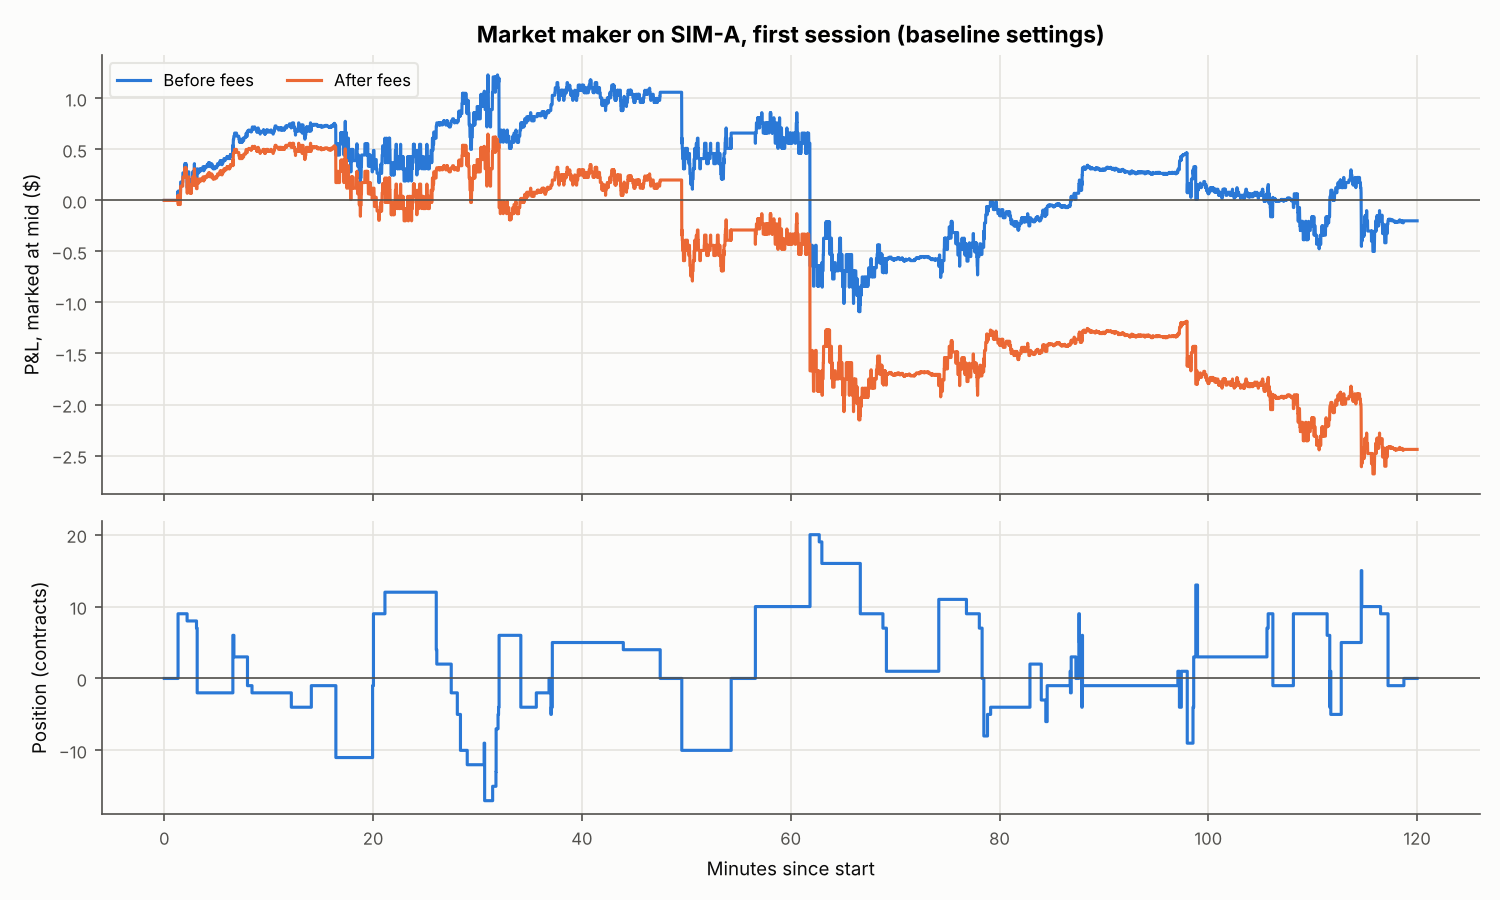 Market maker on SIM-A, first session (baseline settings)
Before fees
After fees
P&L, marked at mid ($)
1.0
0.5
0.0
−0.5
−1.0
−1.5
−2.0
−2.5
Position (contracts)
20
10
0
−10
0 20 40 60 80 100 120
Minutes since start